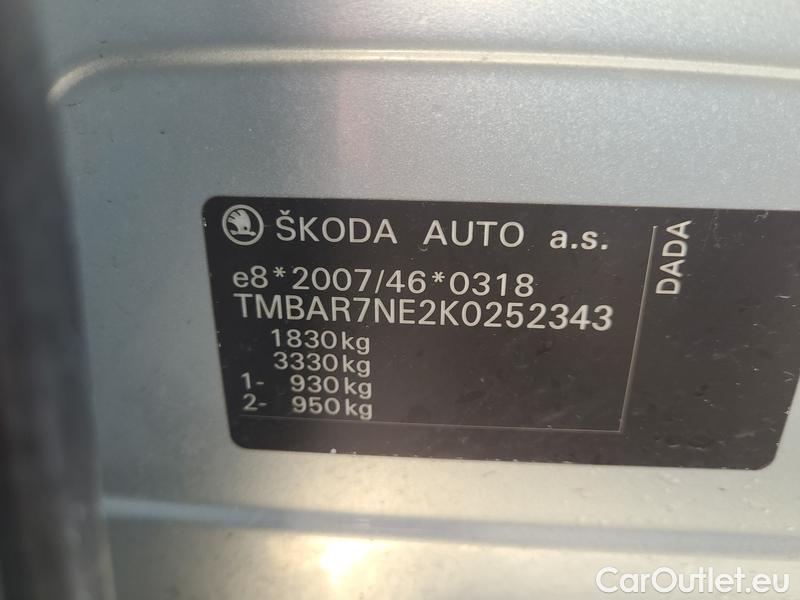 ŠKODA AUTO a.s.
e8*2007/46*0318
TMBAR7NE2K0252343
1830kg
3330kg
1- 930kg
2- 950kg
DADA
CarOutlet.eu